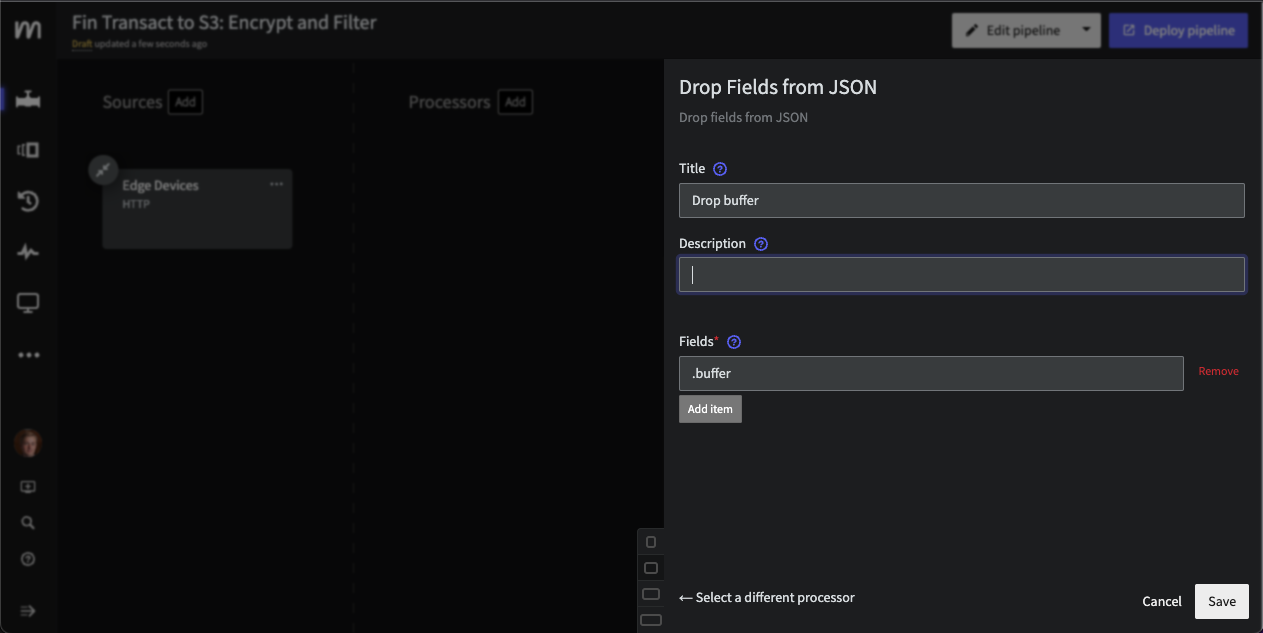 Fin Transact to S3: Encrypt and Filter
Draft updated a few seconds ago
Edit pipeline
Deploy pipeline
Sources Add
Processors Add
Edge Devices
HTTP
Drop Fields from JSON
Drop fields from JSON
Title
Drop buffer
Description
Fields*
.buffer
Remove
Add item
← Select a different processor
Cancel
Save